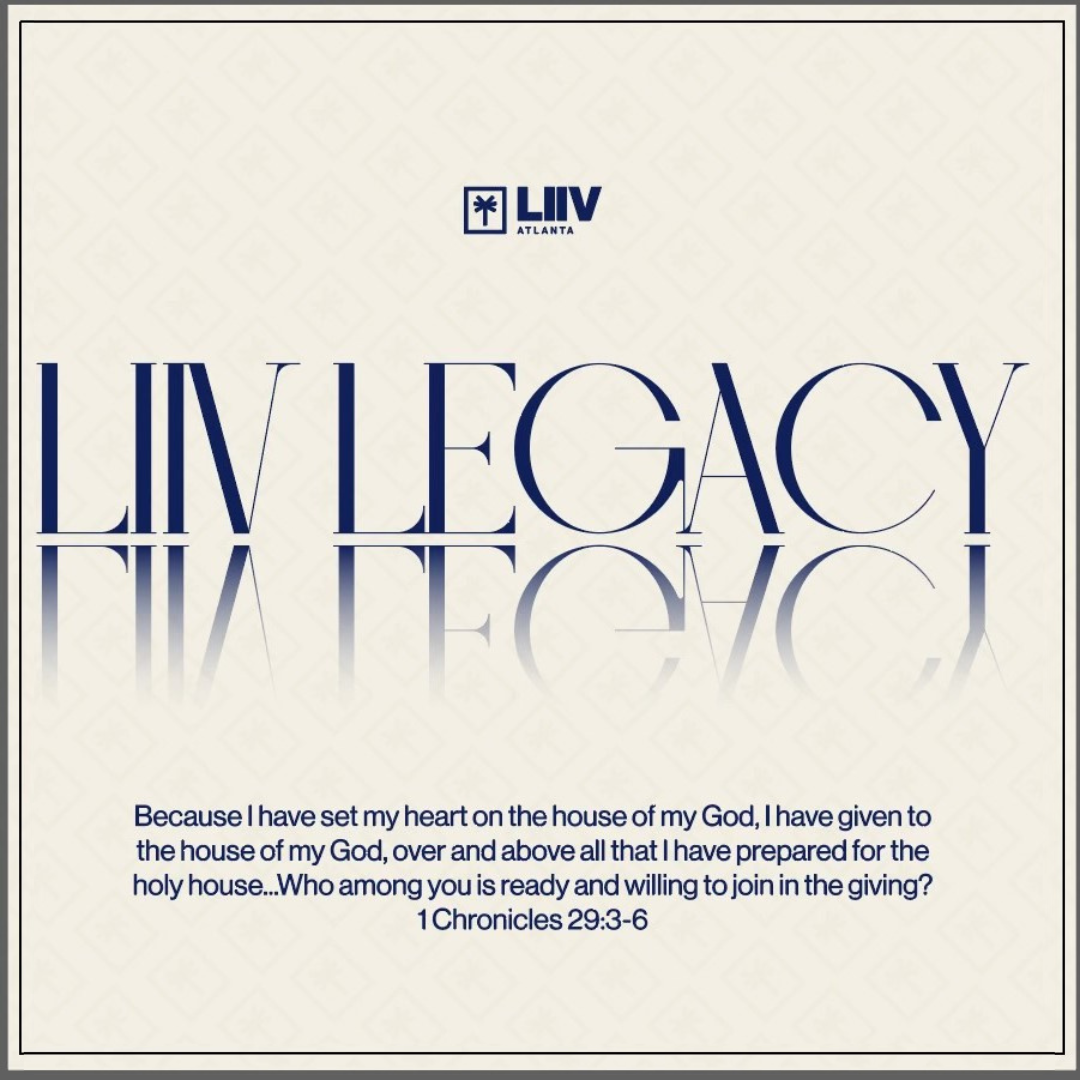 LIIV
ATLANTA
LIIV LEGACY
Because I have set my heart on the house of my God, I have given to
the house of my God, over and above all that I have prepared for the
holy house...Who among you is ready and willing to join in the giving?
1 Chronicles 29:3-6